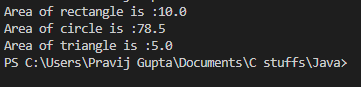 Area of rectangle is :10.0
Area of circle is :78.5
Area of triangle is :5.0
PS C:\Users\Pravij Gupta\Documents\C stuffs\Java>